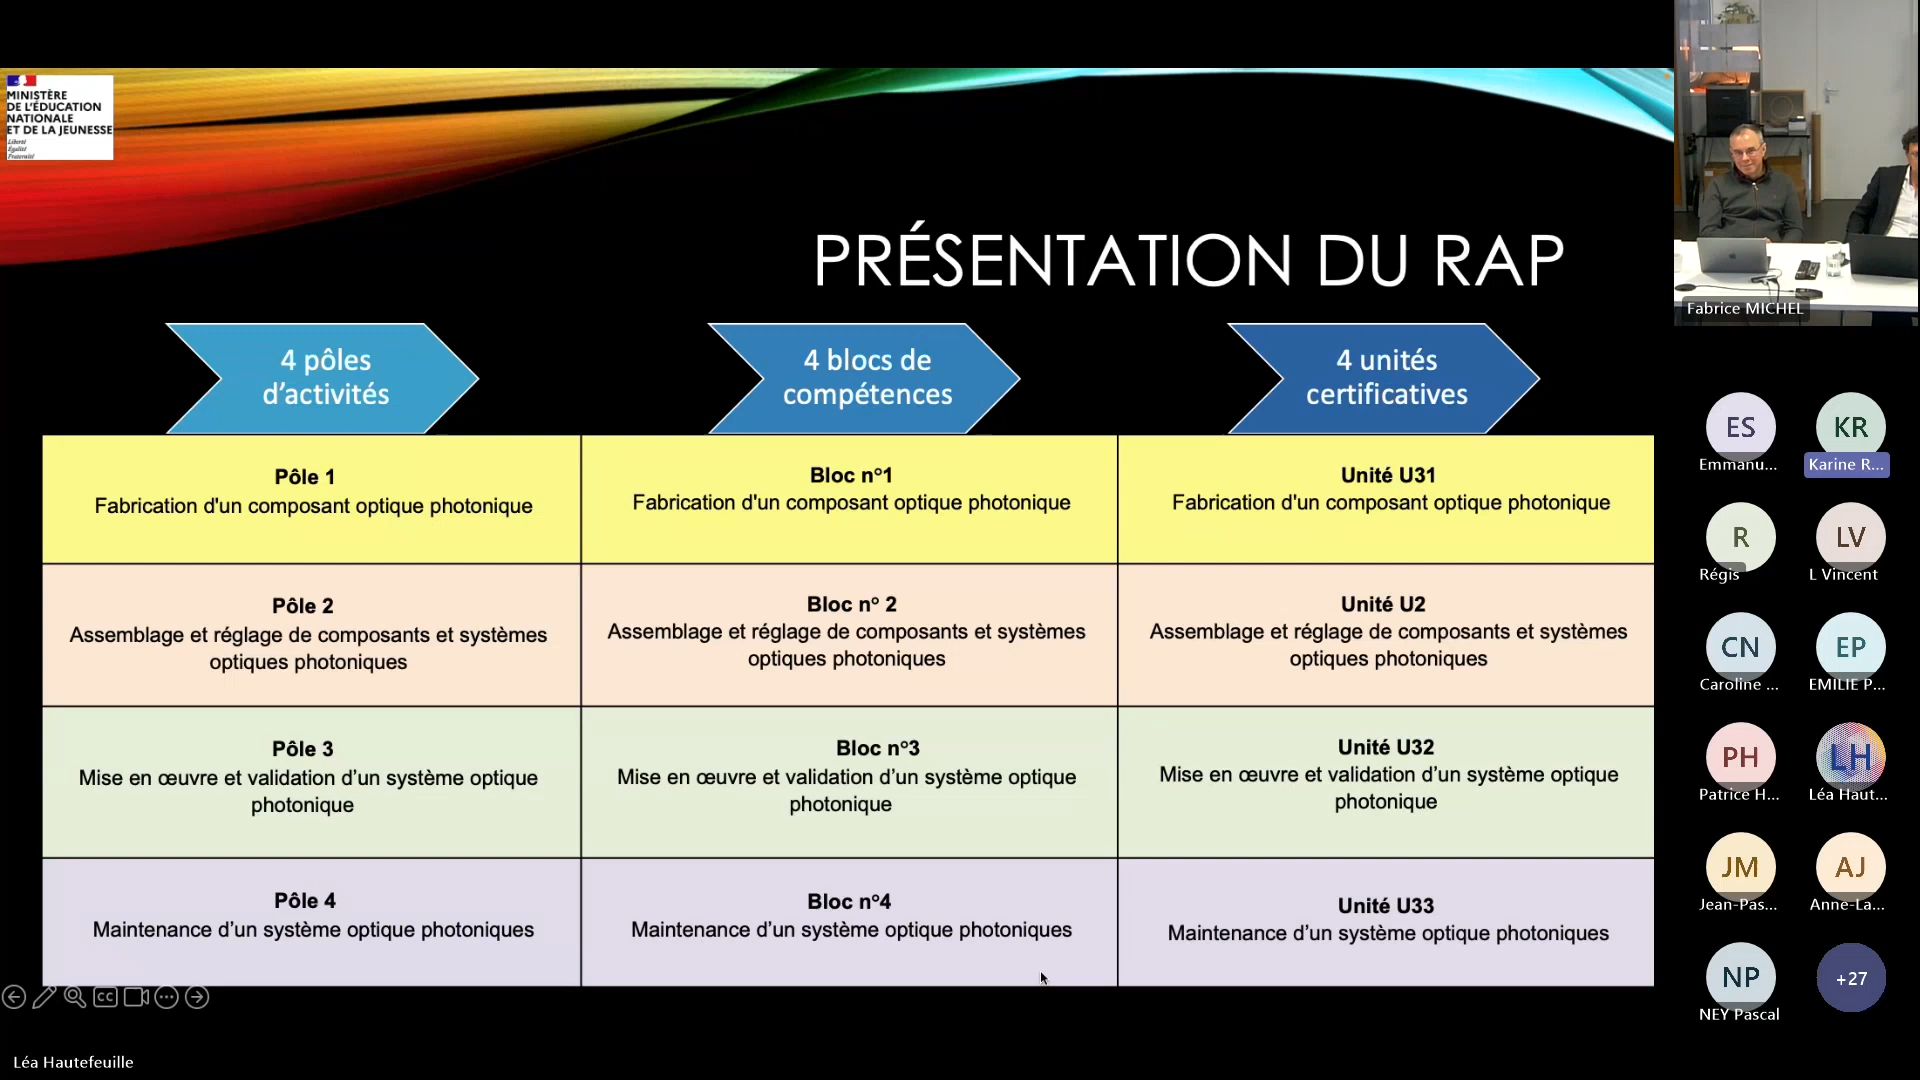 MINISTÈRE
DE L'ÉDUCATION
NATIONALE
ET DE LA JEUNESSE
Liberté
Égalité
Fraternité
PRÉSENTATION DU RAP
4 pôles
d'activités
4 blocs de
compétences
4 unités
certificatives
Pôle 1
Fabrication d'un composant optique photonique
Bloc n°1
Fabrication d'un composant optique photonique
Unité U31
Fabrication d'un composant optique photonique
Pôle 2
Assemblage et réglage de composants et systèmes
optiques photoniques
Bloc n° 2
Assemblage et réglage de composants et systèmes
optiques photoniques
Unité U2
Assemblage et réglage de composants et systèmes
optiques photoniques
Pôle 3
Mise en œuvre et validation d'un système optique
photonique
Bloc n°3
Mise en œuvre et validation d'un système optique
photonique
Unité U32
Mise en œuvre et validation d'un système optique
photonique
Pôle 4
Maintenance d'un système optique photoniques
Bloc n°4
Maintenance d'un système optique photoniques
Unité U33
Maintenance d'un système optique photoniques
CC
Léa Hautefeuille
Fabrice MICHEL
ES
Emmanu...
KR
Karine R...
R
Régis
LV
L Vincent
CN
Caroline ...
EP
EMILIE P...
PH
Patrice H...
LH
Léa Haut...
JM
Jean-Pas...
AJ
Anne-La...
NP
NEY Pascal
+27